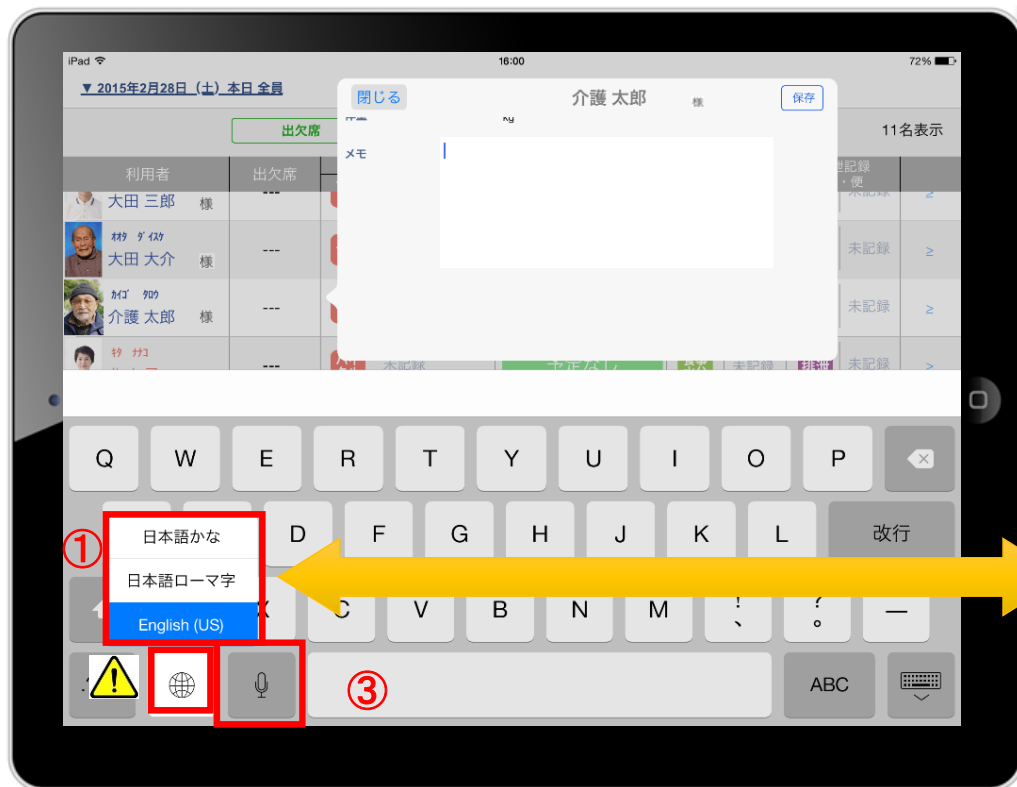 iPad
16:00
72%
▼ 2015年2月28日（土）本日 全員
閉じる
介護 太郎 様
保存
kg
出欠席
11名表示
メモ
利用者
出欠席
・便
大田 三郎 様
---
≥
ｵｵﾀ ﾀﾞｲｽｹ
大田 大介 様
---
未記録
≥
ｶｲｺﾞ ﾀﾛｳ
介護 太郎 様
---
未記録
≥
ｷﾀ ﾅﾅｺ
---
未記録
予定なし
未記録
排泄
未記録
≥
Q W E R T Y U I O P
①
日本語かな
D F G H J K L 改行
日本語ローマ字
English (US)
X C V B N M ! 、 ? 。 —
!
③
ABC